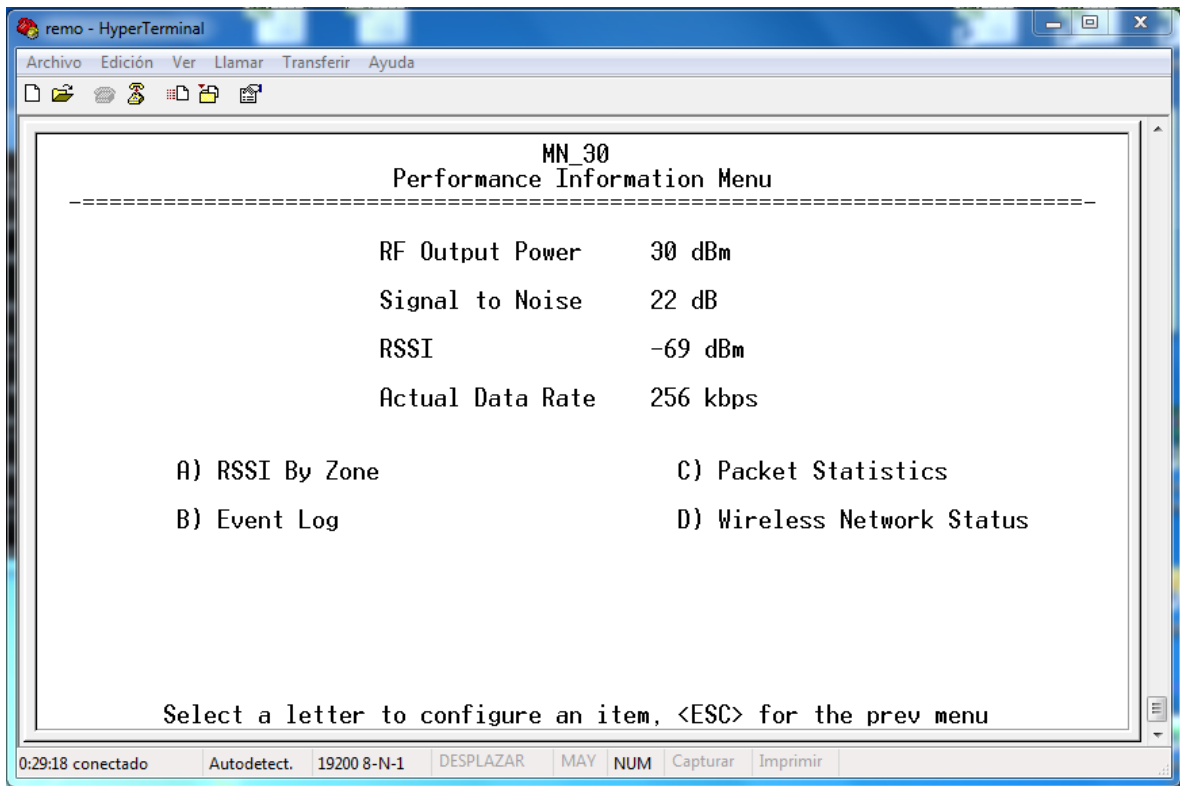 remo - HyperTerminal
Archivo Edición Ver Llamar Transferir Ayuda
MN_30
Performance Information Menu
-==========================================================================-
RF Output Power 30 dBm
Signal to Noise 22 dB
RSSI -69 dBm
Actual Data Rate 256 kbps
A) RSSI By Zone C) Packet Statistics
B) Event Log D) Wireless Network Status
Select a letter to configure an item, <ESC> for the prev menu
0:29:18 conectado Autodetect. 19200 8-N-1 DESPLAZAR MAY NUM Capturar Imprimir